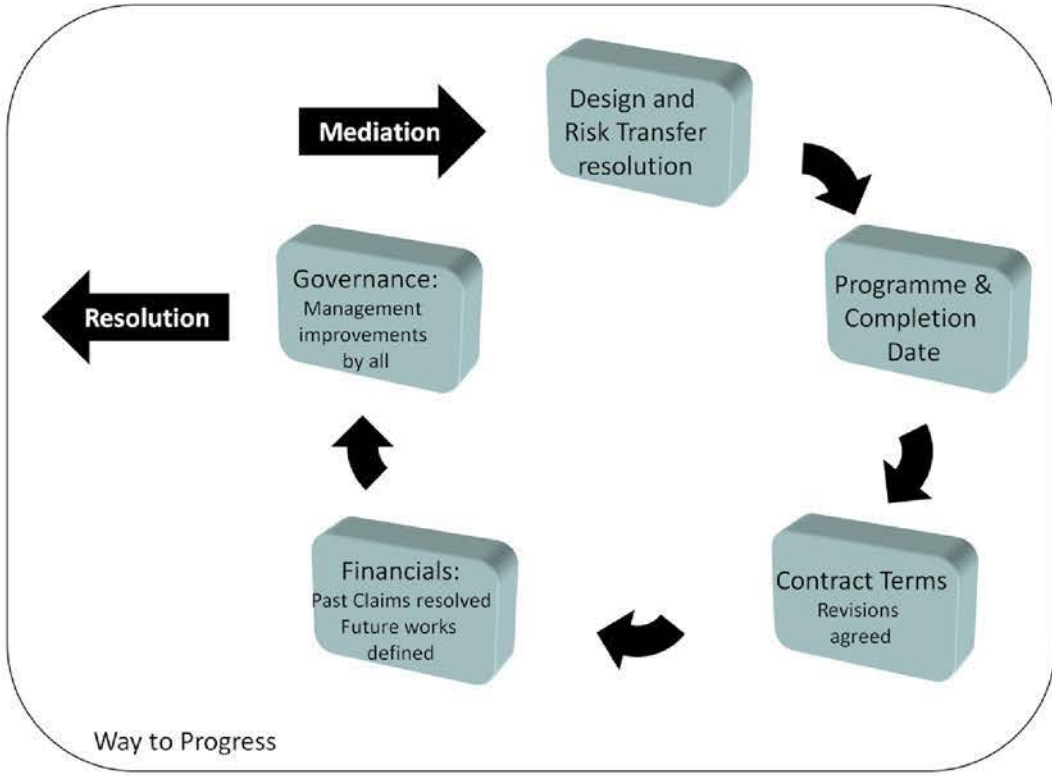 Mediation
Design and
Risk Transfer
resolution
Programme &
Completion
Date
Contract Terms
Revisions
agreed
Financials:
Past Claims resolved
Future works
defined
Governance:
Management
improvements
by all
Resolution
Way to Progress